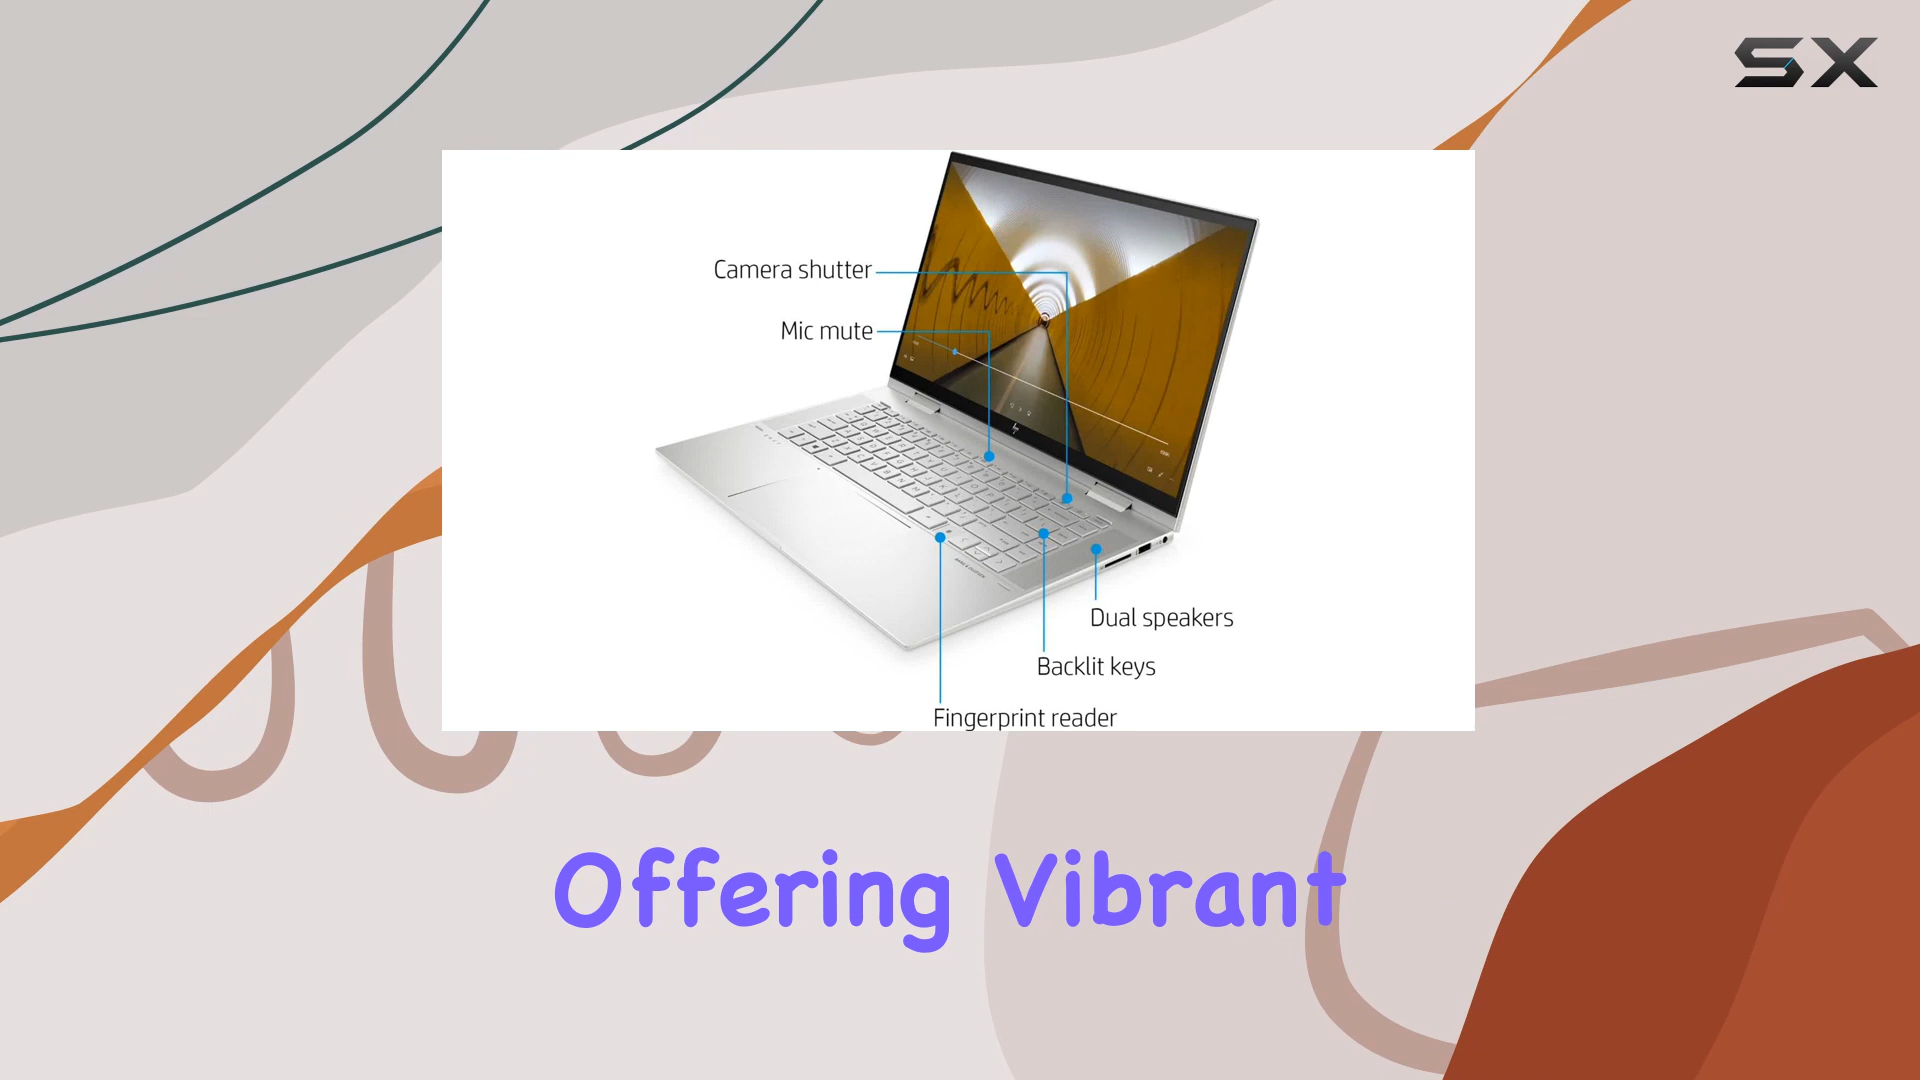 SX
Camera shutter
Mic mute
Dual speakers
Backlit keys
Fingerprint reader
Offering Vibrant